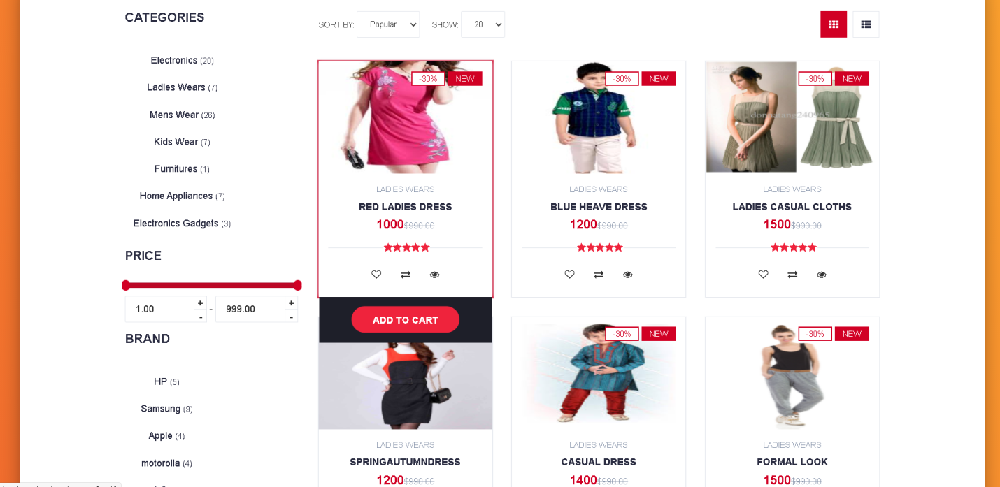 CATEGORIES
Electronics (20)
Ladies Wears (7)
Mens Wear (26)
Kids Wear (7)
Furnitures (1)
Home Appliances (7)
Electronics Gadgets (3)
PRICE
1.00 + - - 999.00 + -
BRAND
HP (5)
Samsung (9)
Apple (4)
motorolla (4)
SORT BY: Popular SHOW: 20
-30% NEW
LADIES WEARS
RED LADIES DRESS
1000$990.00
ADD TO CART
-30% NEW
LADIES WEARS
BLUE HEAVE DRESS
1200$990.00
-30% NEW
donnatang240965
LADIES WEARS
LADIES CASUAL CLOTHS
1500$990.00
LADIES WEARS
SPRINGAUTUMNDRESS
1200$990.00
-30% NEW
LADIES WEARS
CASUAL DRESS
1400$990.00
-30% NEW
LADIES WEARS
FORMAL LOOK
1500$990.00